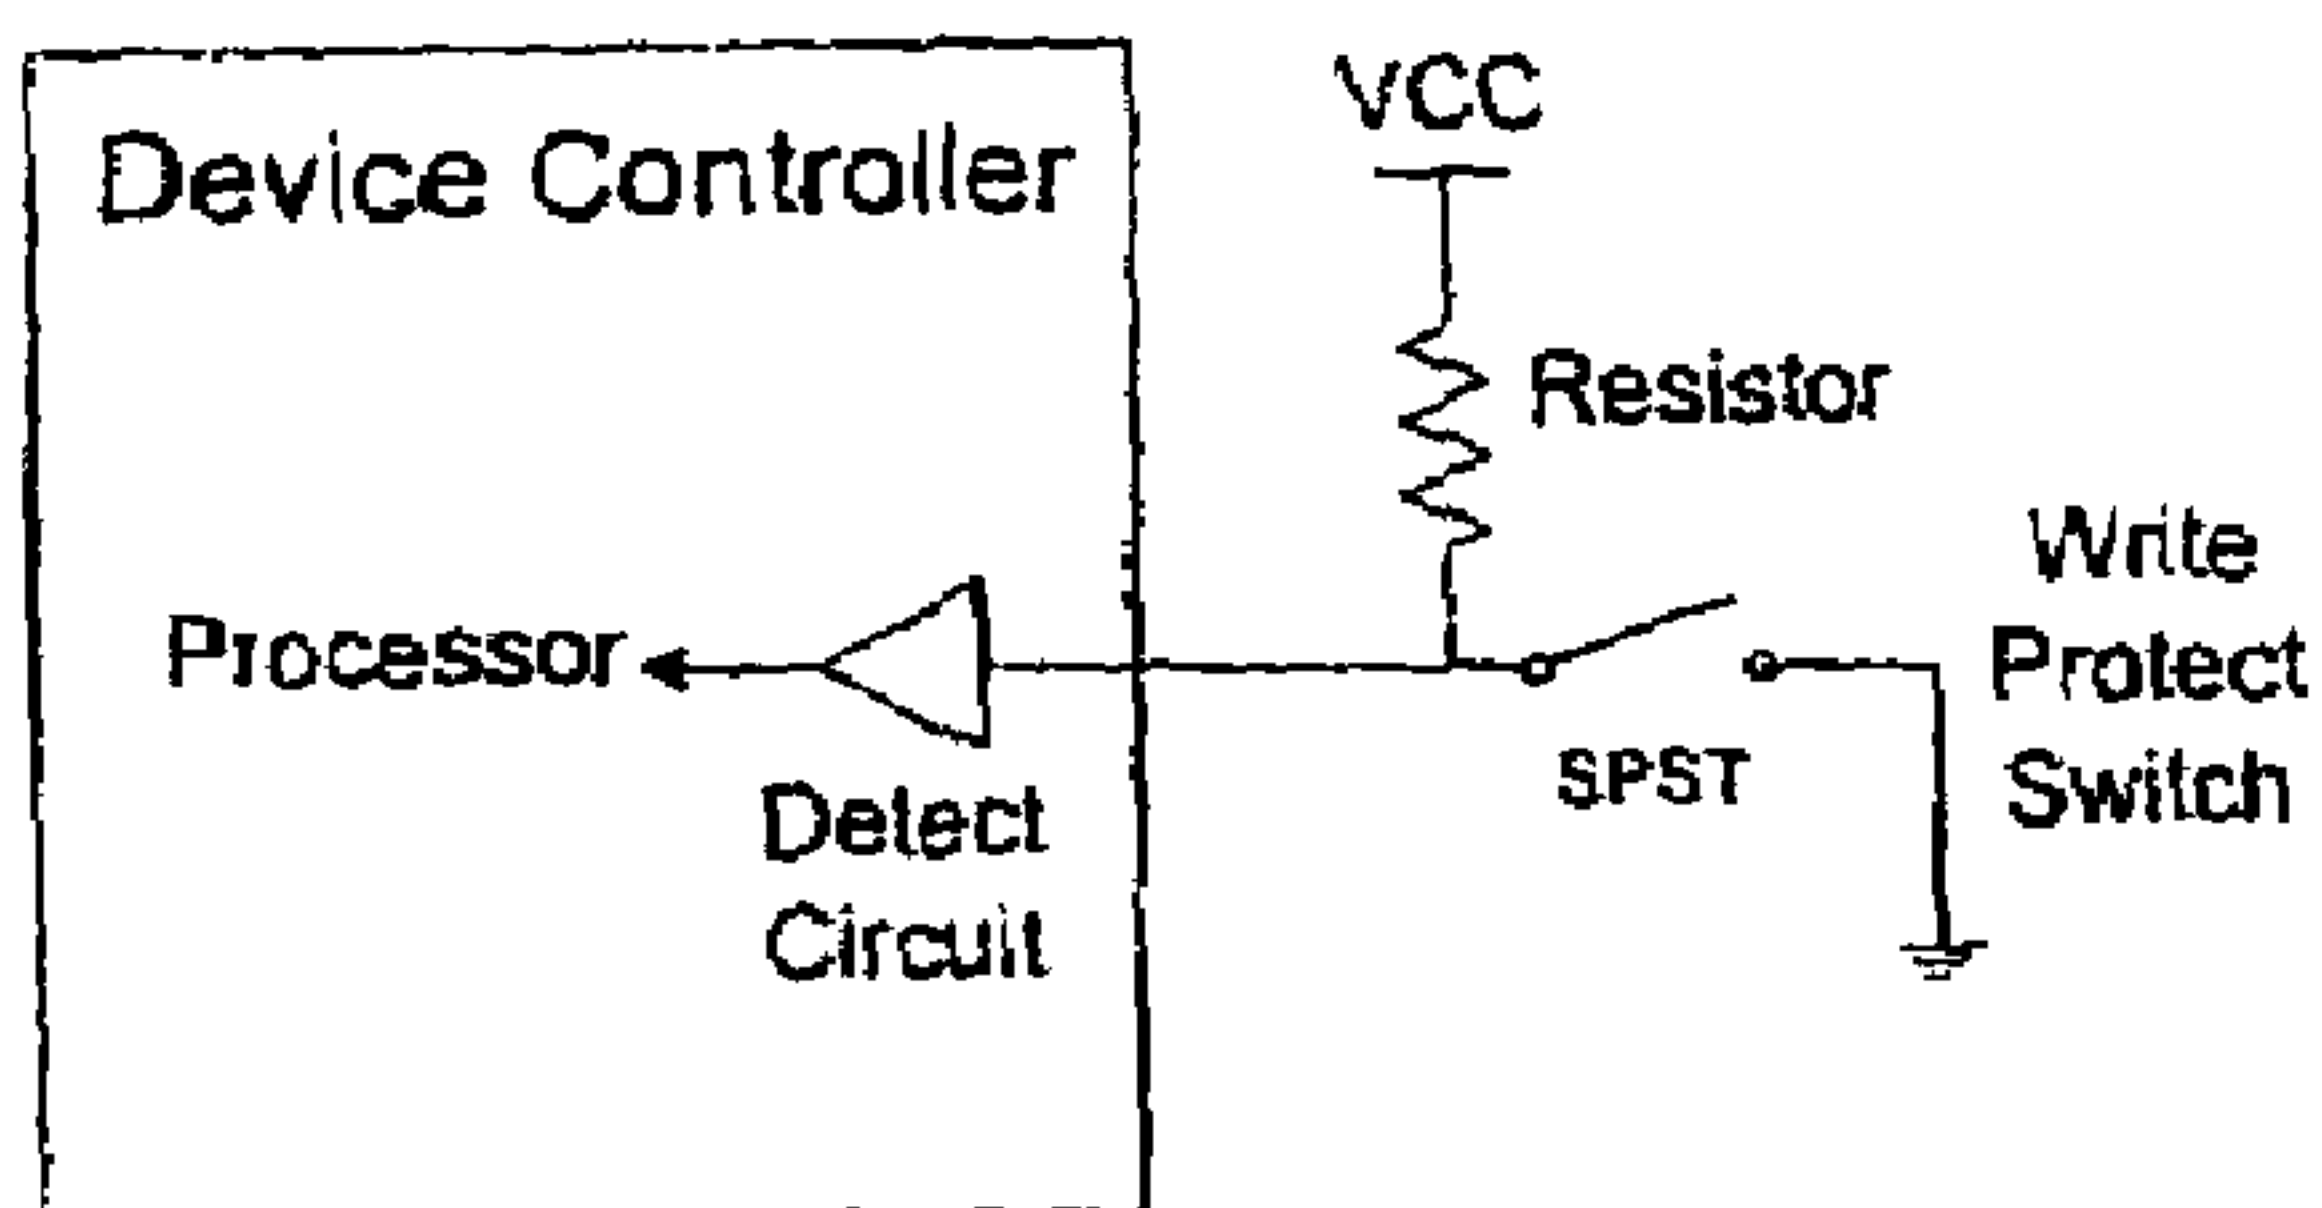 Device Controller
VCC
Resistor
Write
Protect
Switch
Processor
SPST
Detect
Circuit